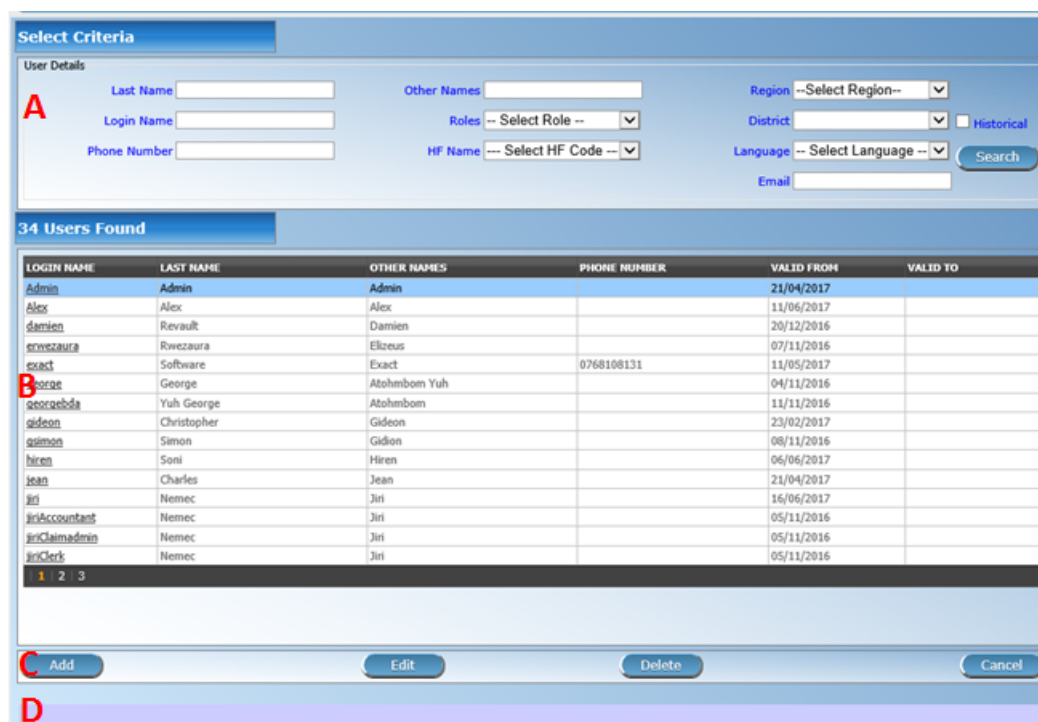 Select Criteria
User Details
A
Last Name Other Names Region --Select Region--
Login Name Roles -- Select Role -- District Historical
Phone Number HF Name --- Select HF Code -- Language -- Select Language -- Search
Email
34 Users Found
LOGIN NAME LAST NAME OTHER NAMES PHONE NUMBER VALID FROM VALID TO
Admin Admin Admin 21/04/2017
Alex Alex Alex 11/06/2017
damien Revault Damien 20/12/2016
erwezaura Rwezaura Elizeus 07/11/2016
exact Software Exact 0768108131 11/05/2017
B
george George Atohmbom Yuh 04/11/2016
georgebda Yuh George Atohmbom 11/11/2016
gideon Christopher Gideon 23/02/2017
gsimon Simon Gidion 08/11/2016
hiren Soni Hiren 06/06/2017
jean Charles Jean 21/04/2017
jiri Nemec Jiri 16/06/2017
jiriAccountant Nemec Jiri 05/11/2016
jiriClaimadmin Nemec Jiri 05/11/2016
jiriClerk Nemec Jiri 05/11/2016
| 1 | 2 | 3
C Add Edit Delete Cancel
D